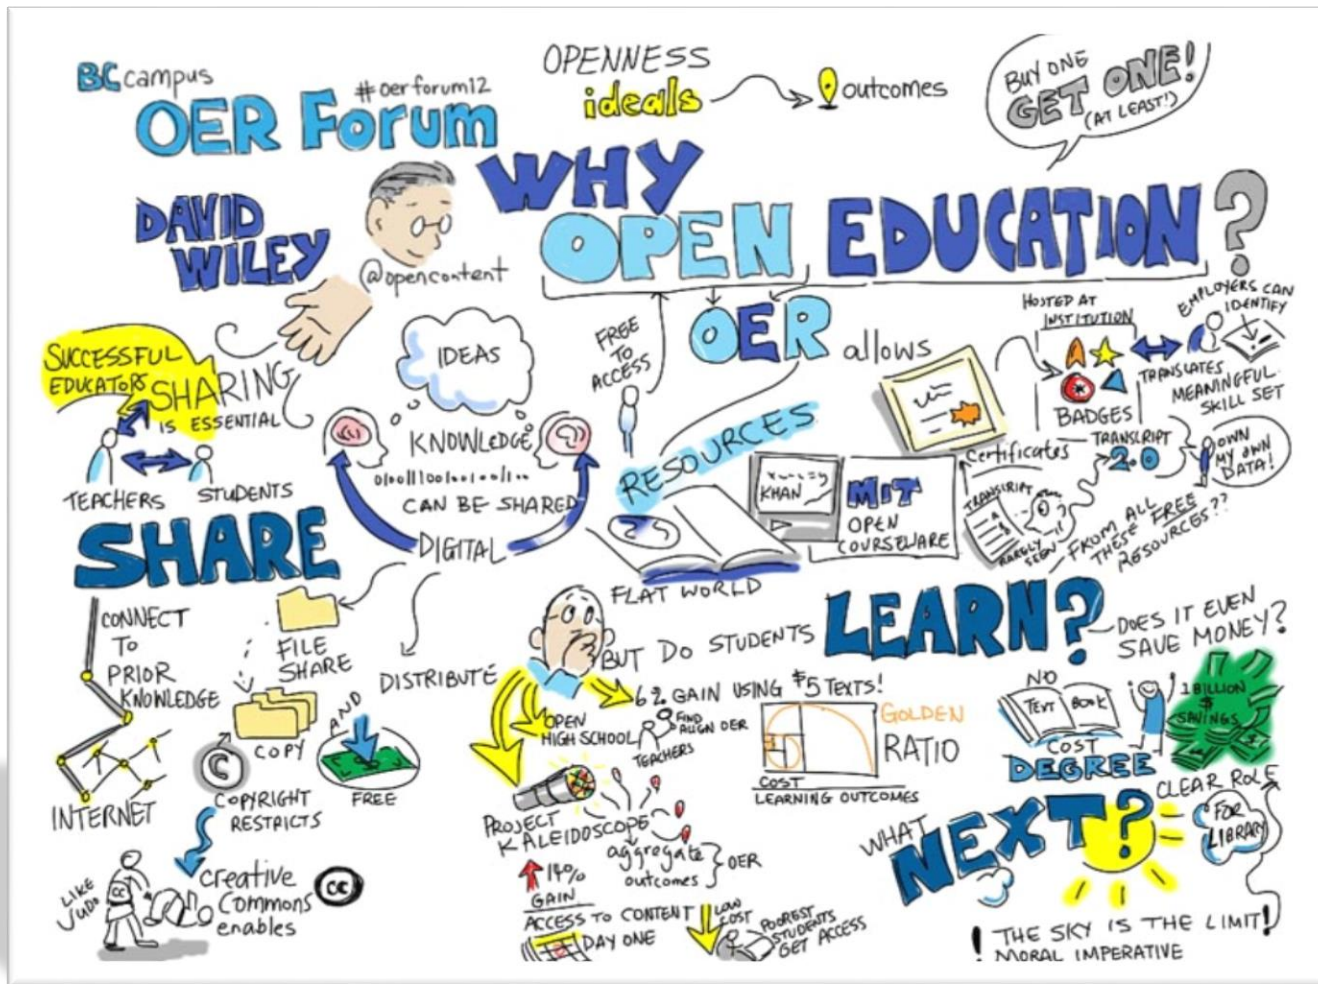 BCcampus
#oerforum12
OER Forum
OPENNESS
ideals
outcomes
BUY ONE
GET ONE!
(AT LEAST!)
DAVID
WILEY
@opencontent
WHY
OPEN EDUCATION?
SUCCESSFUL
EDUCATORS
SHARING
IS ESSENTIAL
TEACHERS
STUDENTS
IDEAS
KNOWLEDGE
CAN BE SHARED
DIGITAL
FREE
TO
ACCESS
OER allows
RESOURCES
KHAN
MIT
OPEN
COURSEWARE
FLAT WORLD
HOSTED AT
INSTITUTION
BADGES
EMPLOYERS CAN
IDENTIFY
TRANSLATES
MEANINGFUL
SKILL SET
Certificates
TRANSCRIPT
2.0
OWN
MY OWN
DATA!
TRANSCRIPT
RARELY
SEEN
FROM ALL
THESE FREE
RESOURCES??
SHARE
CONNECT
TO
PRIOR
KNOWLEDGE
INTERNET
FILE
SHARE
COPY
©
COPYRIGHT
RESTRICTS
DISTRIBUTE
AND
FREE
LIKE
JUDO
CC
creative
commons
enables
CC
BUT DO STUDENTS
LEARN?
DOES IT EVEN
SAVE MONEY?
6% GAIN USING $5 TEXTS!
OPEN
HIGH SCHOOL
FIND
ALIGN OER
TEACHERS
GOLDEN
RATIO
COST
LEARNING OUTCOMES
PROJECT
KALEIDOSCOPE
aggregate
outcomes
OER
14%
GAIN
ACCESS TO CONTENT
DAY ONE
LOW
COST
POOREST
STUDENTS
GET ACCESS
NO
TEXT BOOK
COST
DEGREE
1 BILLION
$
SAVINGS
WHAT
NEXT?
CLEAR ROLE
FOR
LIBRARY
! THE SKY IS THE LIMIT!
MORAL IMPERATIVE